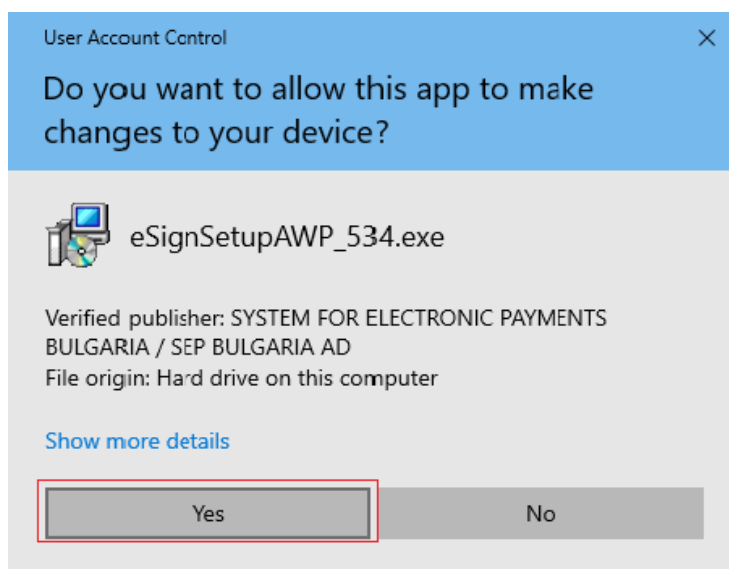 User Account Control
Do you want to allow this app to make
changes to your device?
eSignSetupAWP_534.exe
Verified publisher: SYSTEM FOR ELECTRONIC PAYMENTS
BULGARIA / SEP BULGARIA AD
File origin: Hard drive on this computer
Show more details
Yes
No